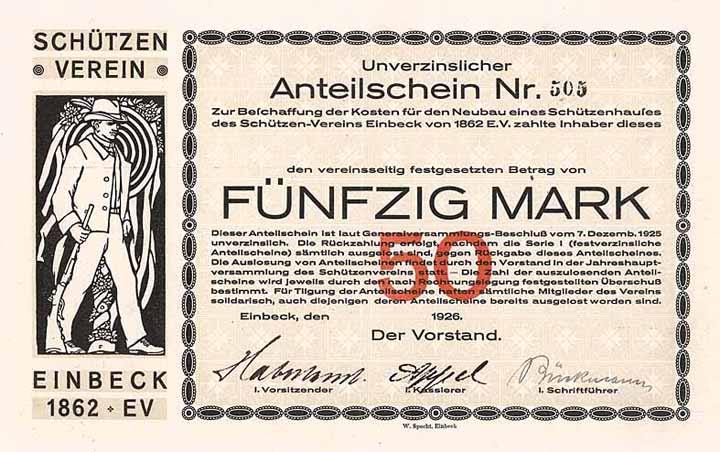 SCHÜTZEN
VEREIN
EINBECK
1862 + EV
Unverzinslicher
Anteilschein Nr. 505
Zur Beſchaffung der Kosten für den Neubau eines Schützenhauſes
des Schützen-Vereins Einbeck von 1862 E.V. zahlte Inhaber dieses
den vereinsseitig festgesetzten Betrag von
FÜNFZIG MARK
50
Dieser Anteilschein ist laut Generalversammlungs-Beschluß vom 7. Dezemb. 1925
unverzinslich. Die Rückzahlung erfolgt, nachdem die Serie I (festverzinsliche
Anteilscheine) sämtlich ausgelost sind, gegen Rückgabe dieses Anteilscheines.
Die Auslosung von Anteilscheinen findet durch den Vorstand in der Jahreshaupt-
versammlung des Schützenvereins — Die Zahl der auszulosenden Anteil-
scheine wird jeweils durch den nach festgestellten Überschuß
bestimmt. Für Tilgung der Anteilscheine haften sämtliche Mitglieder des Vereins
solidarisch, auch diejenigen deren Anteilscheine bereits ausgelost worden sind.
Einbeck, den 1926.
Der Vorstand.
Appel
Brinkmann
I. Vorsitzender I. Kassierer I. Schriftführer
W. Specht, Einbeck